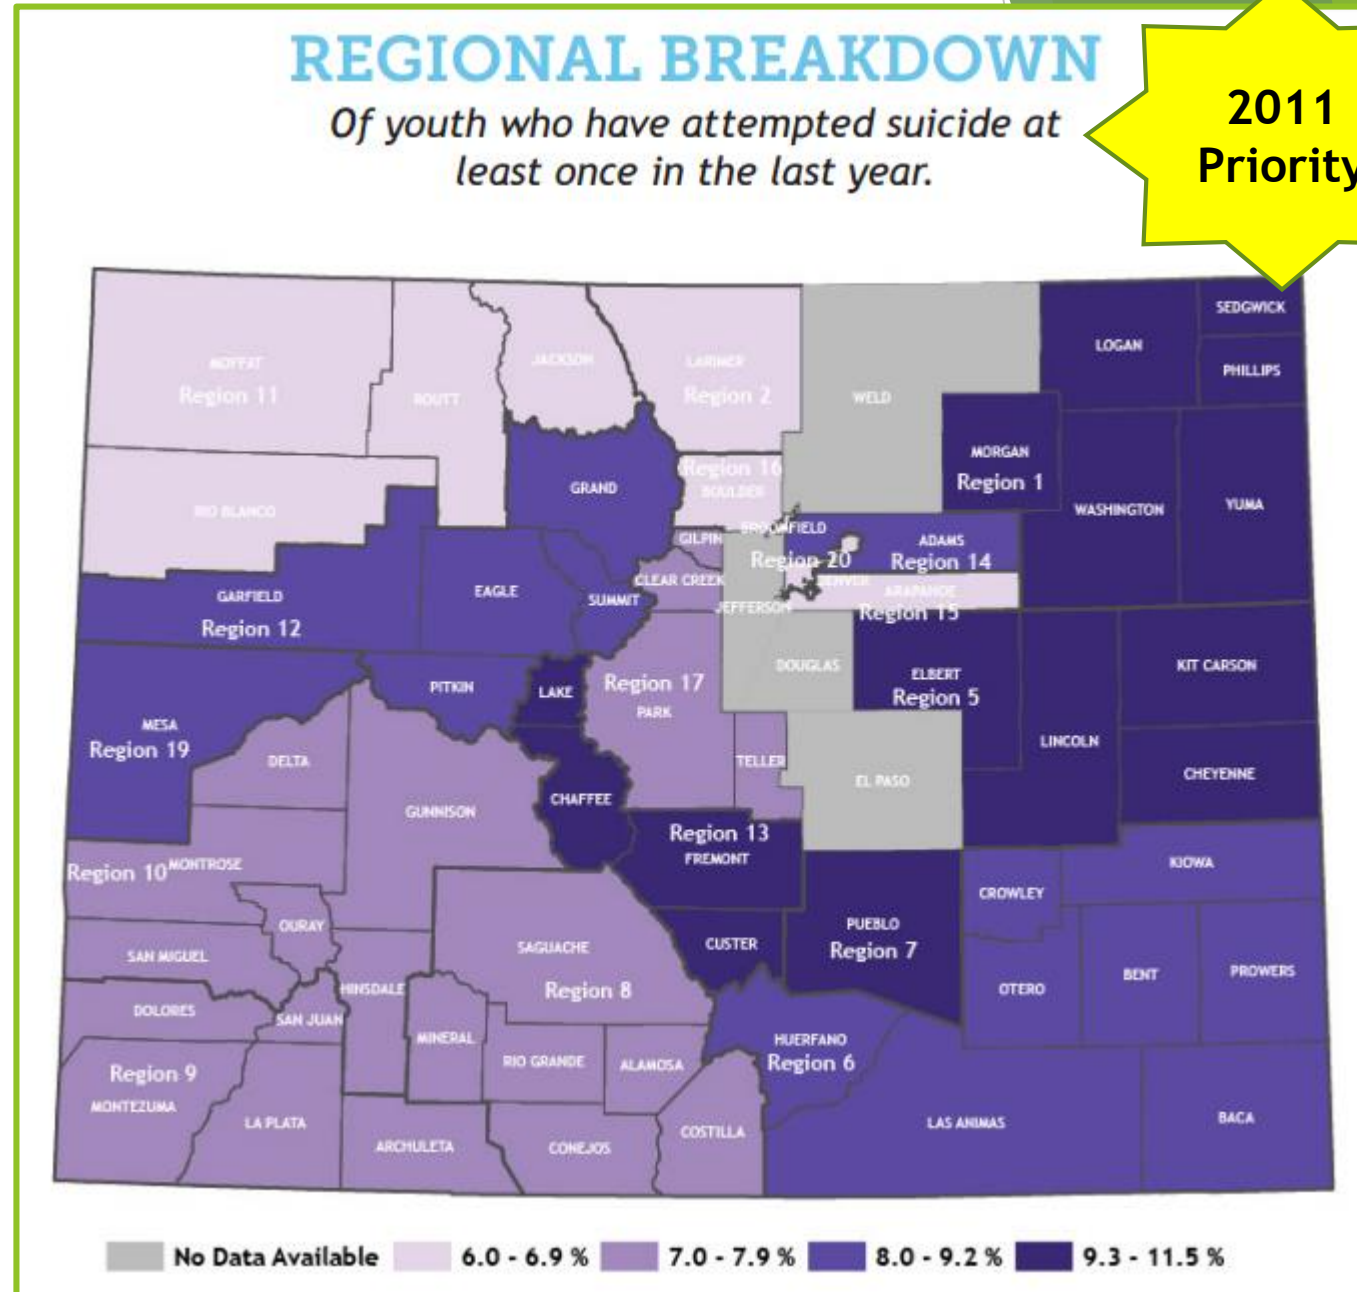 REGIONAL BREAKDOWN
Of youth who have attempted suicide at
least once in the last year.
2011
Priority
SEDGWICK
LOGAN
PHILLIPS
MOFFAT
Region 11
JACKSON
LARIMER
Region 2
ROUTT
WELD
MORGAN
Region 1
Region 16
BOULDER
GRAND
RIO BLANCO
WASHINGTON
YUMA
BROOMFIELD
GILPIN
ADAMS
Region 14
Region 20
CLEAR CREEK
DENVER
ARAPAHOE
Region 15
GARFIELD
Region 12
EAGLE
SUMMIT
JEFFERSON
DOUGLAS
ELBERT
Region 5
KIT CARSON
PITKIN
LAKE
Region 17
PARK
MESA
Region 19
LINCOLN
DELTA
TELLER
EL PASO
CHEYENNE
GUNNISON
CHAFFEE
Region 13
FREMONT
Region 10
MONTROSE
KIOWA
CROWLEY
OURAY
PUEBLO
Region 7
SAN MIGUEL
SAGUACHE
Region 8
CUSTER
OTERO
BENT
PROWERS
HINSDALE
DOLORES
SAN JUAN
MINERAL
RIO GRANDE
ALAMOSA
HUERFANO
Region 6
Region 9
MONTEZUMA
LA PLATA
ARCHULETA
CONEJOS
COSTILLA
LAS ANIMAS
BACA
No Data Available 6.0 - 6.9 % 7.0 - 7.9 % 8.0 - 9.2 % 9.3 - 11.5 %